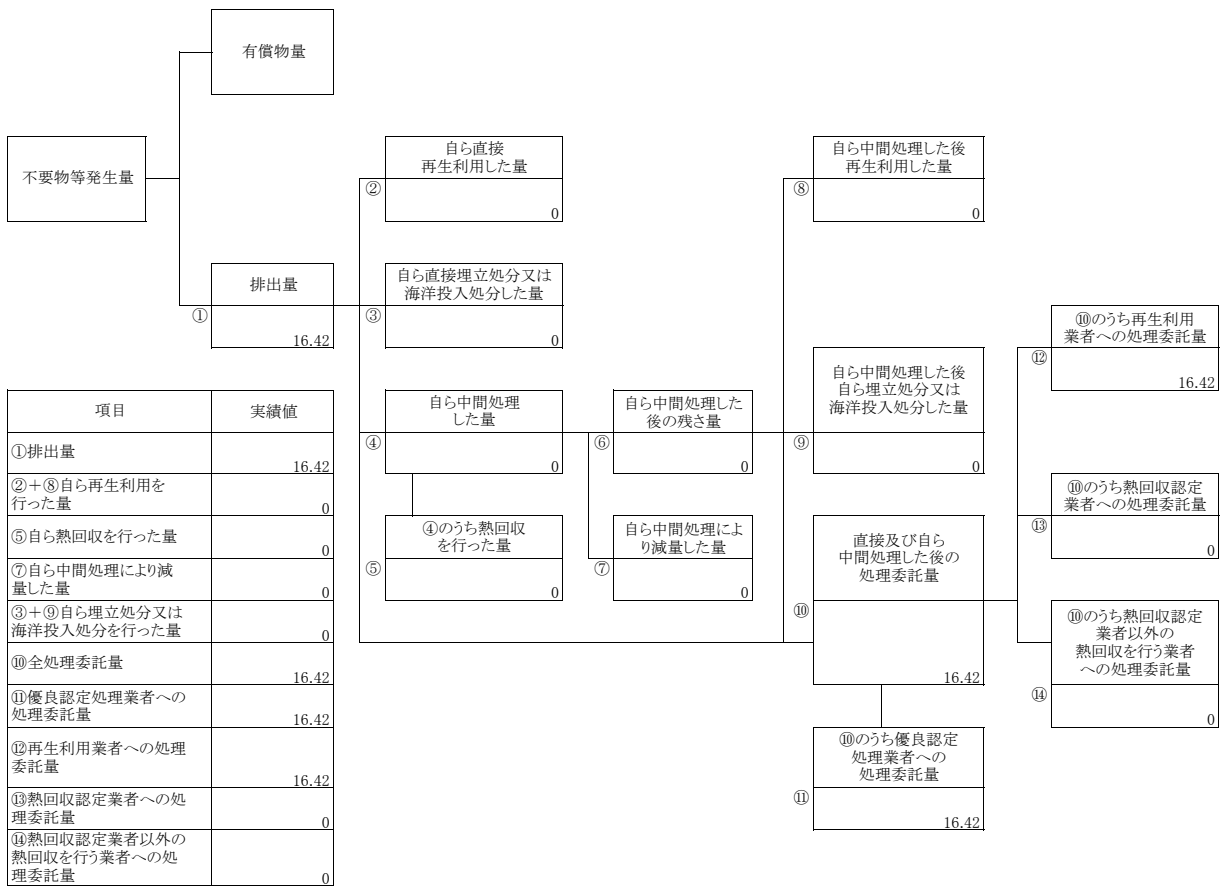 有償物量
不要物等発生量
自ら直接
再生利用した量
②
0
自ら中間処理した後
再生利用した量
⑧
0
排出量
①
16.42
自ら直接埋立処分又は
海洋投入処分した量
③
0
⑩のうち再生利用
業者への処理委託量
⑫
16.42
自ら中間処理
した量
④
0
自ら中間処理した
後の残さ量
⑥
0
自ら中間処理した後
自ら埋立処分又は
海洋投入処分した量
⑨
0
⑩のうち熱回収認定
業者への処理委託量
⑬
0
④のうち熱回収
を行った量
⑤
0
自ら中間処理によ
り減量した量
⑦
0
直接及び自ら
中間処理した後の
処理委託量
⑩
16.42
⑩のうち熱回収認定
業者以外の
熱回収を行う業者
への処理委託量
⑭
0
⑩のうち優良認定
処理業者への
処理委託量
⑪
16.42
項目 実績値
①排出量
16.42
②+⑧自ら再生利用を
行った量
0
⑤自ら熱回収を行った量
0
⑦自ら中間処理により減
量した量
0
③+⑨自ら埋立処分又は
海洋投入処分を行った量
0
⑩全処理委託量
16.42
⑪優良認定処理業者への
処理委託量
16.42
⑫再生利用業者への処理
委託量
16.42
⑬熱回収認定業者への処
理委託量
0
⑭熱回収認定業者以外の
熱回収を行う業者への処
理委託量
0